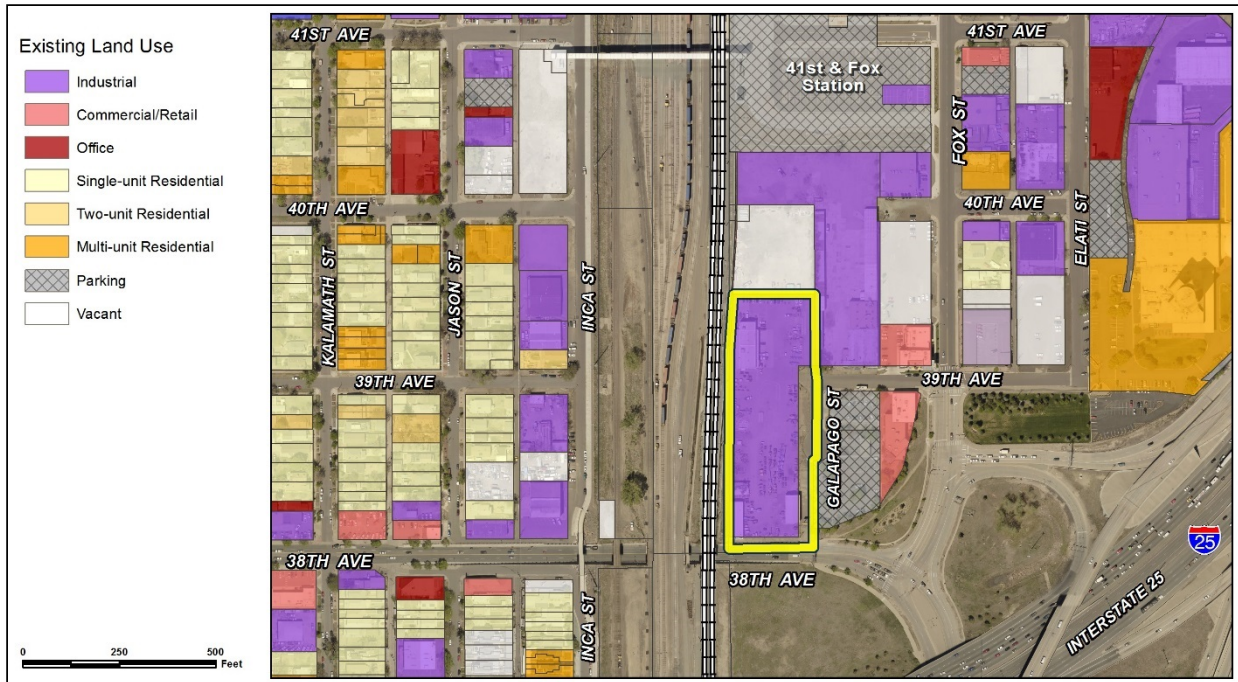 Existing Land Use
Industrial
Commercial/Retail
Office
Single-unit Residential
Two-unit Residential
Multi-unit Residential
Parking
Vacant
0 250 500
Feet
41ST AVE
41ST AVE
41st & Fox
Station
FOX ST
40TH AVE
40TH AVE
ELATI ST
KALAMATH ST
JASON ST
INCA ST
39TH AVE
39TH AVE
GALAPAGO ST
38TH AVE
38TH AVE
INCA ST
INTERSTATE 25
25